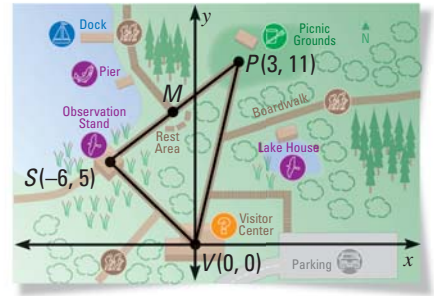 y
Dock
Picnic
Grounds
N
P(3, 11)
Pier
M
Boardwalk
Observation
Stand
Rest
Area
Lake House
S(–6, 5)
Visitor
Center
V(0, 0)
Parking
x